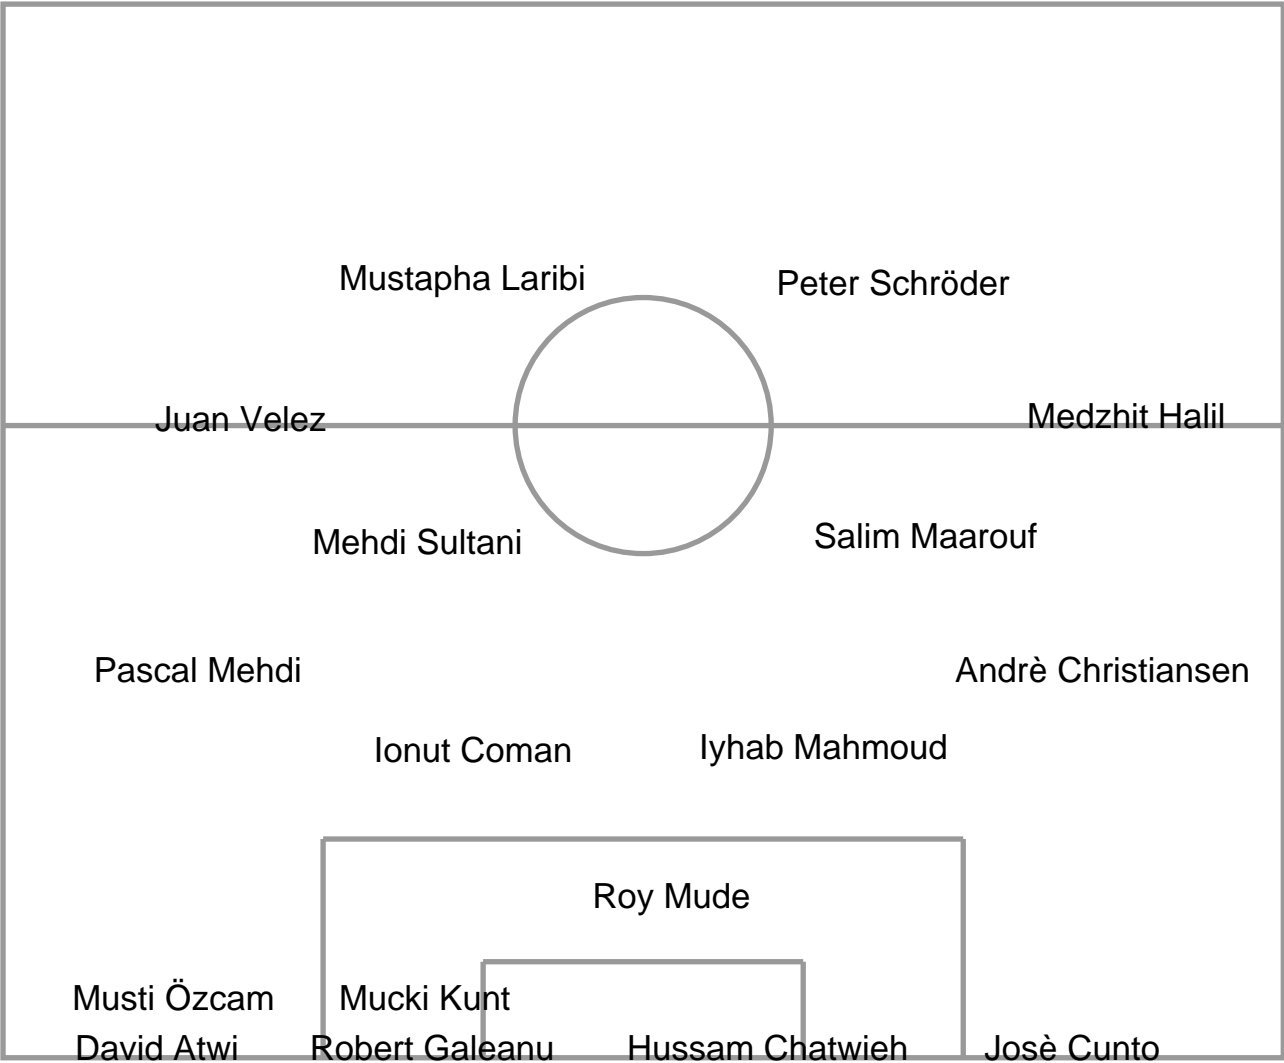 Mustapha Laribi Peter Schröder
Juan Velez Medzhit Halil
Mehdi Sultani Salim Maarouf
Pascal Mehdi Andrè Christiansen
Ionut Coman Iyhab Mahmoud
Roy Mude
Musti Özcam Mucki Kunt
David Atwi Robert Galeanu Hussam Chatwieh Josè Cunto